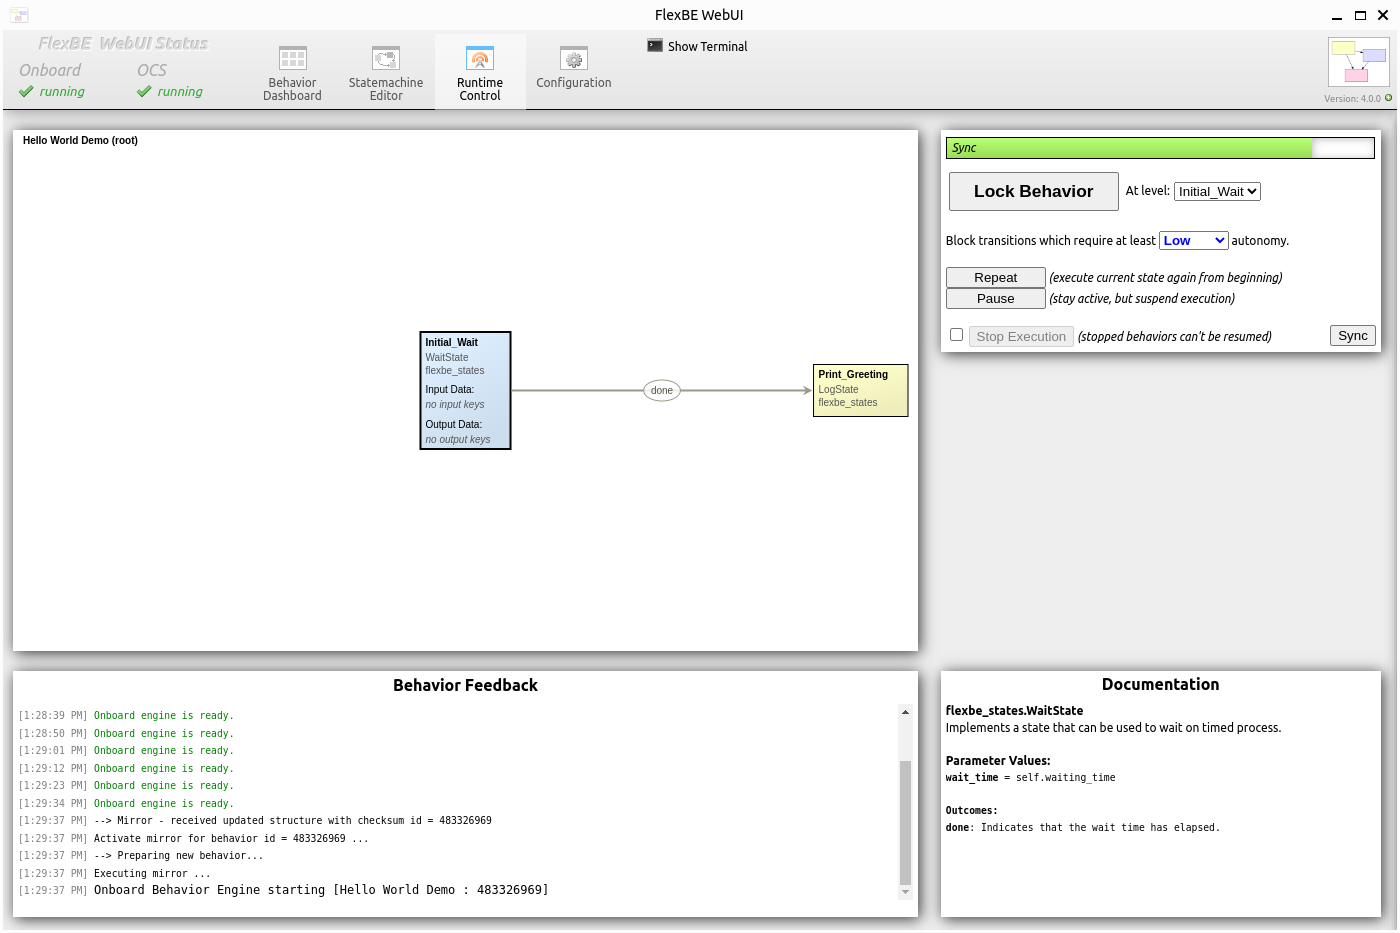 FlexBE WebUI
FlexBE WebUI Status
Onboard
OCS
running
running
Behavior
Dashboard
Statemachine
Editor
Runtime
Control
Configuration
Show Terminal
Version: 4.0.0
Hello World Demo (root)
Initial_Wait
WaitState
flexbe_states
Input Data:
no input keys
Output Data:
no output keys
done
Print_Greeting
LogState
flexbe_states
Sync
Lock Behavior
At level: Initial_Wait
Block transitions which require at least Low autonomy.
Repeat (execute current state again from beginning)
Pause (stay active, but suspend execution)
Stop Execution (stopped behaviors can't be resumed)
Sync
Behavior Feedback
[1:28:39 PM] Onboard engine is ready.
[1:28:50 PM] Onboard engine is ready.
[1:29:01 PM] Onboard engine is ready.
[1:29:12 PM] Onboard engine is ready.
[1:29:23 PM] Onboard engine is ready.
[1:29:34 PM] Onboard engine is ready.
[1:29:37 PM] --> Mirror - received updated structure with checksum id = 483326969
[1:29:37 PM] Activate mirror for behavior id = 483326969 ...
[1:29:37 PM] --> Preparing new behavior...
[1:29:37 PM] Executing mirror ...
[1:29:37 PM] Onboard Behavior Engine starting [Hello World Demo : 483326969]
Documentation
flexbe_states.WaitState
Implements a state that can be used to wait on timed process.
Parameter Values:
wait_time = self.waiting_time
Outcomes:
done: Indicates that the wait time has elapsed.